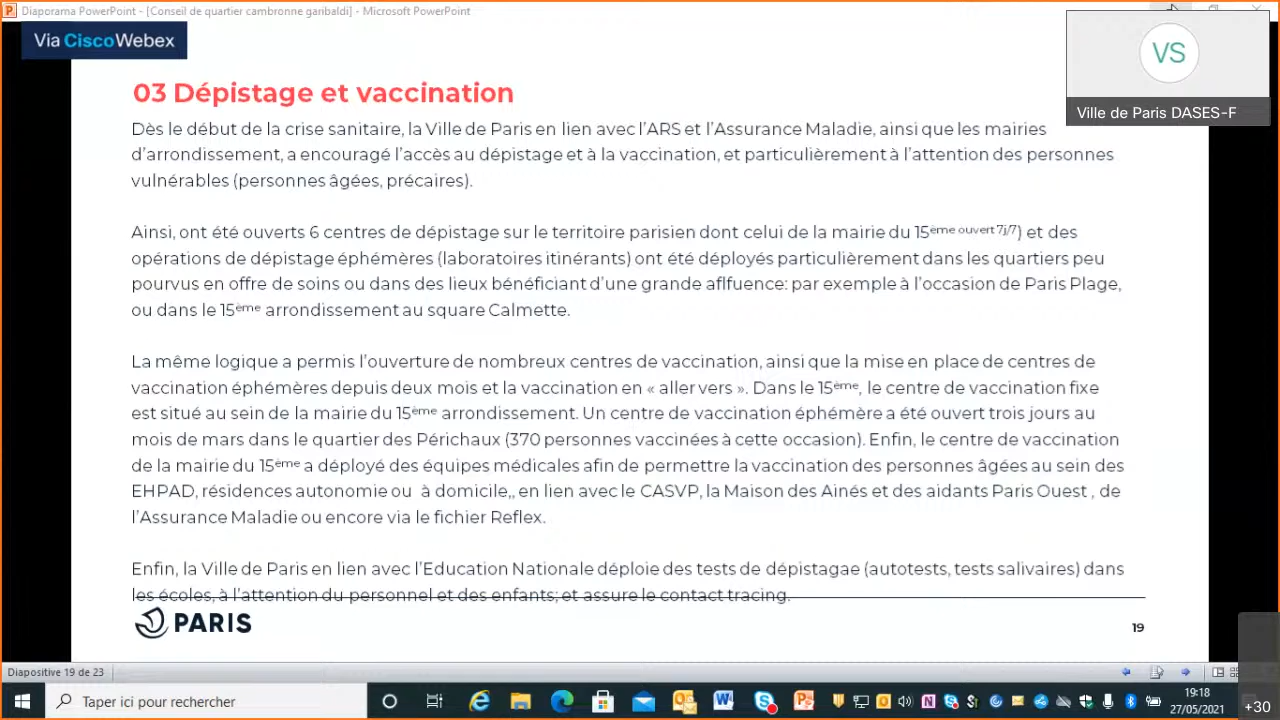 Diaporama PowerPoint - [Conseil de quartier cambronne garibaldi] - Microsoft PowerPoint
Via CiscoWebex
VS
Ville de Paris DASES-F
03 Dépistage et vaccination
Dès le début de la crise sanitaire, la Ville de Paris en lien avec l’ARS et l’Assurance Maladie, ainsi que les mairies
d’arrondissement, a encouragé l’accès au dépistage et à la vaccination, et particulièrement à l’attention des personnes
vulnérables (personnes âgées, précaires).
Ainsi, ont été ouverts 6 centres de dépistage sur le territoire parisien dont celui de la mairie du 15ème ouvert 7j/7) et des
opérations de dépistage éphémères (laboratoires itinérants) ont été déployés particulièrement dans les quartiers peu
pourvus en offre de soins ou dans des lieux bénéficiant d’une grande aflfuence: par exemple à l’occasion de Paris Plage,
ou dans le 15ème arrondissement au square Calmette.
La même logique a permis l’ouverture de nombreux centres de vaccination, ainsi que la mise en place de centres de
vaccination éphémères depuis deux mois et la vaccination en « aller vers ». Dans le 15ème, le centre de vaccination fixe
est situé au sein de la mairie du 15ème arrondissement. Un centre de vaccination éphémère a été ouvert trois jours au
mois de mars dans le quartier des Périchaux (370 personnes vaccinées à cette occasion). Enfin, le centre de vaccination
de la mairie du 15ème a déployé des équipes médicales afin de permettre la vaccination des personnes âgées au sein des
EHPAD, résidences autonomie ou à domicile,, en lien avec le CASVP, la Maison des Ainés et des aidants Paris Ouest , de
l’Assurance Maladie ou encore via le fichier Reflex.
Enfin, la Ville de Paris en lien avec l’Education Nationale déploie des tests de dépistagae (autotests, tests salivaires) dans
les écoles, à l’attention du personnel et des enfants; et assure le contact tracing.
PARIS
19
Diapositive 19 de 23
Taper ici pour rechercher
19:18
27/05/2021
+30